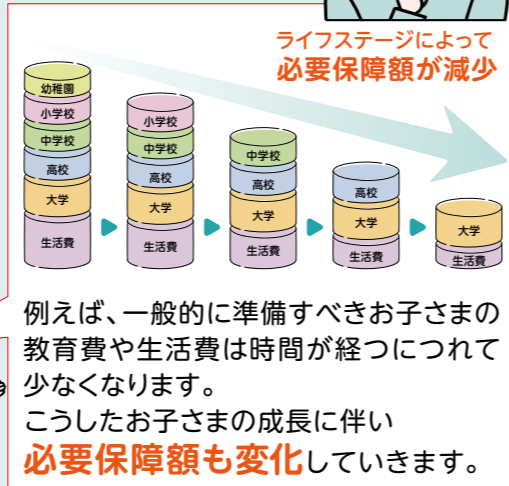 ライフステージによって
必要保障額が減少
幼稚園
小学校
中学校
高校
大学
生活費
小学校
中学校
高校
大学
生活費
中学校
高校
大学
生活費
高校
大学
生活費
大学
生活費
例えば、一般的に準備すべきお子さまの
教育費や生活費は時間が経つにつれて
少なくなります。
こうしたお子さまの成長に伴い
必要保障額も変化していきます。